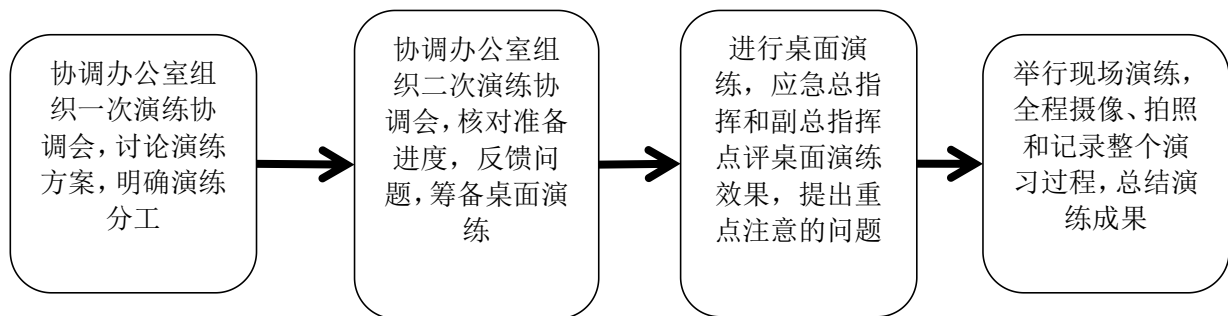 协调办公室组
织一次演练协
调会，讨论演练
方案，明确演练
分工
协调办公室组
织二次演练协
调会，核对准备
进度，反馈问
题，筹备桌面演
练
进行桌面演
练，应急总指
挥和副总指挥
点评桌面演练
效果，提出重
点注意的问题
举行现场演练，
全程摄像、拍照
和记录整个演
习过程，总结演
练成果